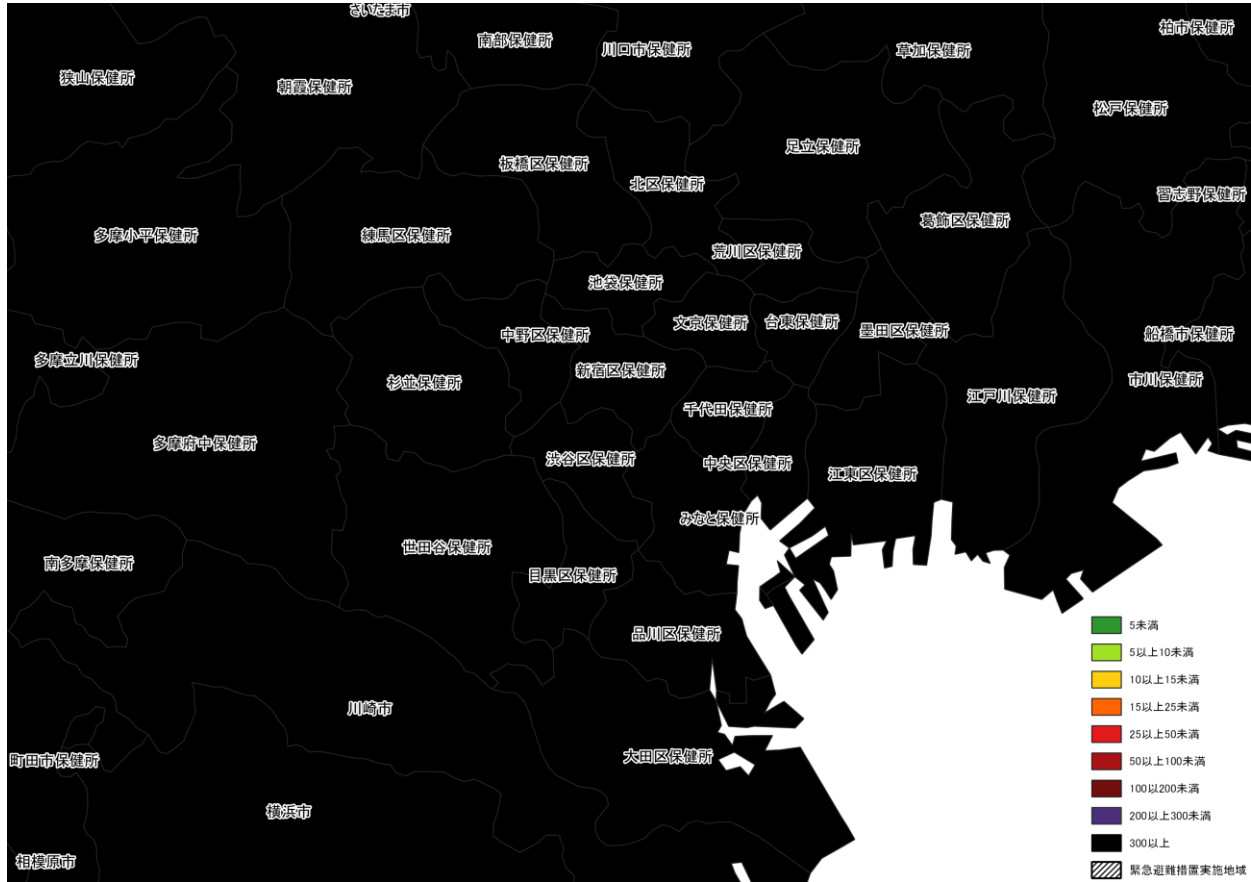 さいたま市
柏市保健所
南部保健所
川口市保健所
草加保健所
狭山保健所
朝霞保健所
松戸保健所
足立保健所
板橋区保健所
北区保健所
習志野保健所
葛飾区保健所
多摩小平保健所
練馬区保健所
荒川区保健所
池袋保健所
文京保健所
台東保健所
墨田区保健所
中野区保健所
船橋市保健所
多摩立川保健所
新宿区保健所
杉並保健所
市川保健所
江戸川保健所
千代田保健所
多摩府中保健所
渋谷区保健所
中央区保健所
江東区保健所
みなと保健所
世田谷保健所
南多摩保健所
目黒区保健所
品川区保健所
川崎市
大田区保健所
町田市保健所
横浜市
相模原市
5未満
5以上10未満
10以上15未満
15以上25未満
25以上50未満
50以上100未満
100以200未満
200以上300未満
300以上
緊急避難措置実施地域